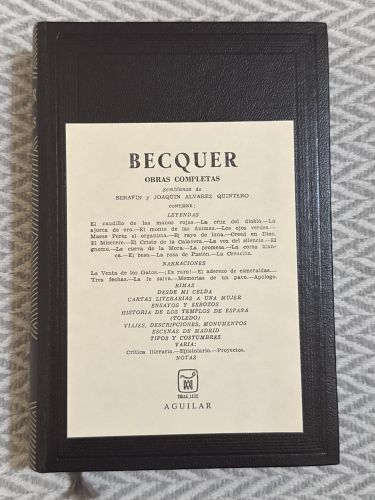 BECQUER
OBRAS COMPLETAS
semblanza de
SERAFIN y JOAQUIN ALVAREZ QUINTERO
CONTIENE:
LEYENDAS
El caudillo de las manos rojas.—La cruz del diablo.—La
ajorca de oro.—El monte de las Animas.—Los ojos verdes.—
Maese Pérez el organista.—El rayo de luna.—Creed en Dios.
El Miserere.—El Cristo de la Calavera.—La voz del silencio.—El
gnomo.—La cueva de la Mora.—La promesa.—La corza blan-
ca.—El beso.—La rosa de Pasión.—La Creación.
NARRACIONES
La Venta de los Gatos.—¡Es raro!—El aderezo de esmeraldas.—
Tres fechas.—La fe salva.—Memorias de un pavo.—Apólogo.
RIMAS
DESDE MI CELDA
CARTAS LITERARIAS A UNA MUJER
ENSAYOS Y ESBOZOS
HISTORIA DE LOS TEMPLOS DE ESPAÑA
(TOLEDO)
VIAJES, DESCRIPCIONES, MONUMENTOS
ESCENAS DE MADRID
TIPOS Y COSTUMBRES
VARIA:
Crítica literaria.—Epistolario.—Proyectos.
NOTAS
AGUILAR